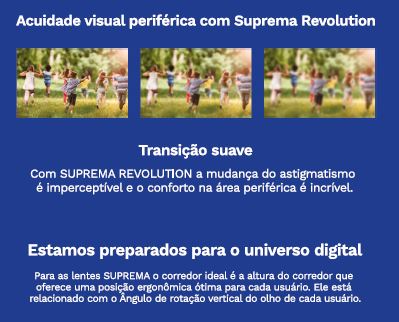 Acuidade visual periférica com Suprema Revolution
Transição suave
Com SUPREMA REVOLUTION a mudança do astigmatismo
é imperceptível e o conforto na área periférica é incrível.
Estamos preparados para o universo digital
Para as lentes SUPREMA o corredor ideal é a altura do corredor que
oferece uma posição ergonômica ótima para cada usuário. Ele está
relacionado com o Ângulo de rotação vertical do olho de cada usuário.